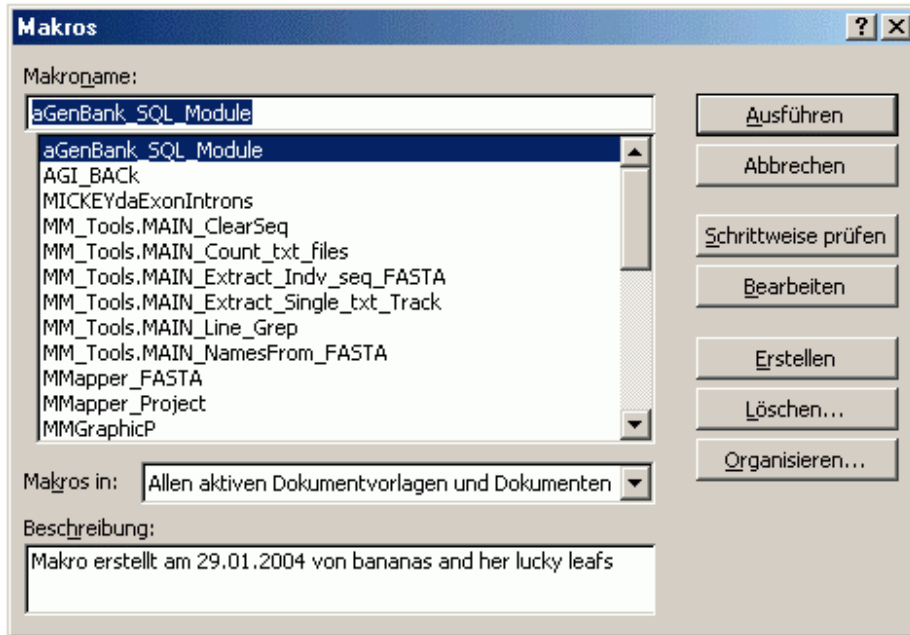 Makros
Makroname:
aGenBank_SQL_Module
aGenBank_SQL_Module
AGI_BACk
MICKEYdaExonIntrons
MM_Tools.MAIN_ClearSeq
MM_Tools.MAIN_Count_txt_files
MM_Tools.MAIN_Extract_Indv_seq_FASTA
MM_Tools.MAIN_Extract_Single_txt_Track
MM_Tools.MAIN_Line_Grep
MM_Tools.MAIN_NamesFrom_FASTA
MMapper_FASTA
MMapper_Project
MMGraphicP
Makros in: Allen aktiven Dokumentvorlagen und Dokumenten
Beschreibung:
Makro erstellt am 29.01.2004 von bananas and her lucky leafs
Ausführen
Abbrechen
Schrittweise prüfen
Bearbeiten
Erstellen
Löschen...
Organisieren...